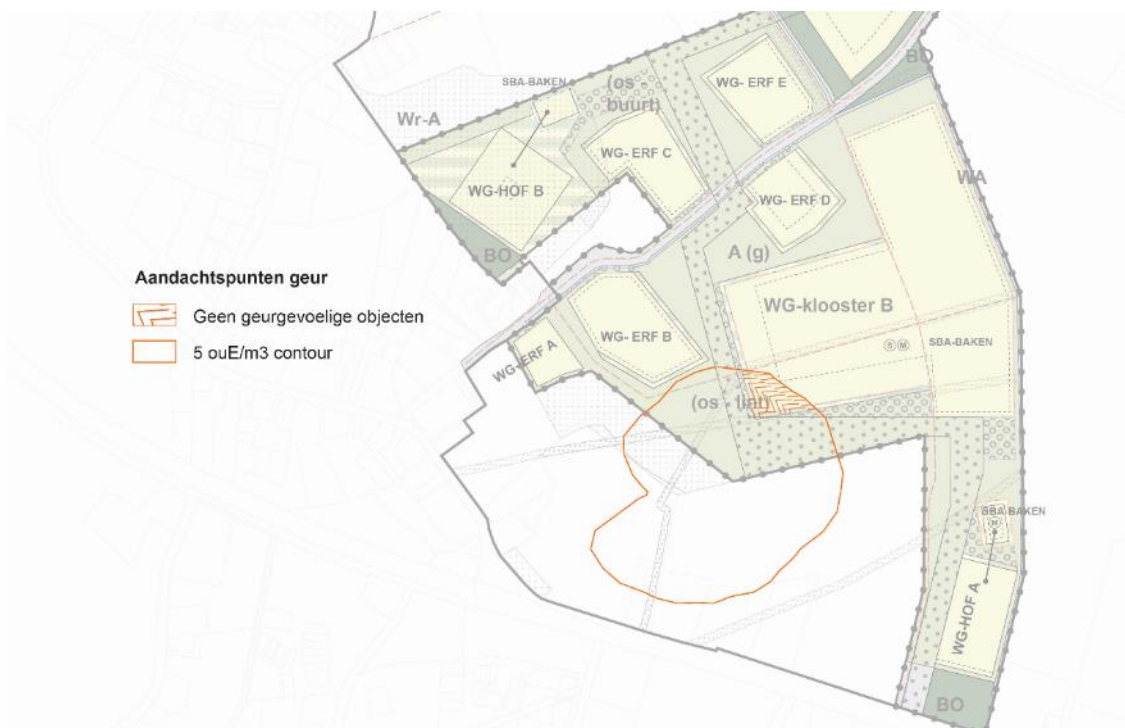 BO
SBA-BAKEN
(os -
buurt)
WG- ERF E
Wr-A
WG- ERF C
WA
WG-HOF B
WG- ERF D
BO
A (g)
Aandachtspunten geur
Geen geurgevoelige objecten
5 ouE/m3 contour
WG-klooster B
WG- ERF B
SBA-BAKEN
S M
WG-ERF A
(os - lint)
SBA-BAKEN
WG-HOF A
BO